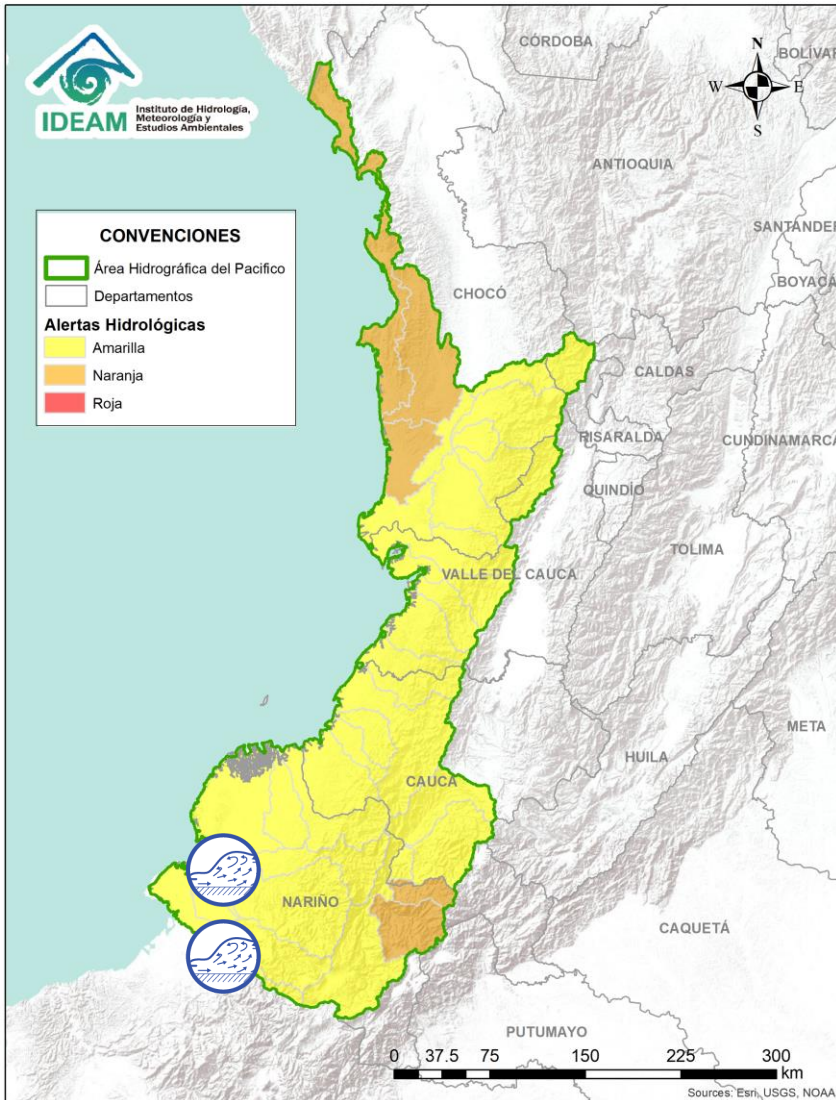 IDEAM
Instituto de Hidrología,
Meteorología y
Estudios Ambientales
CÓRDOBA
BOLÍVAR
N
W
E
S
ANTIOQUIA
SANTANDER
BOYACÁ
CONVENCIONES
Área Hidrográfica del Pacifico
Departamentos
Alertas Hidrológicas
Amarilla
Naranja
Roja
CHOCÓ
CALDAS
RISARALDA
CUNDINAMARCA
QUINDÍO
TOLIMA
VALLE DEL CAUCA
META
HUILA
CAUCA
NARIÑO
CAQUETÁ
PUTUMAYO
0 37.5 75 150 225 300
km
Sources: Esri, USGS, NOAA